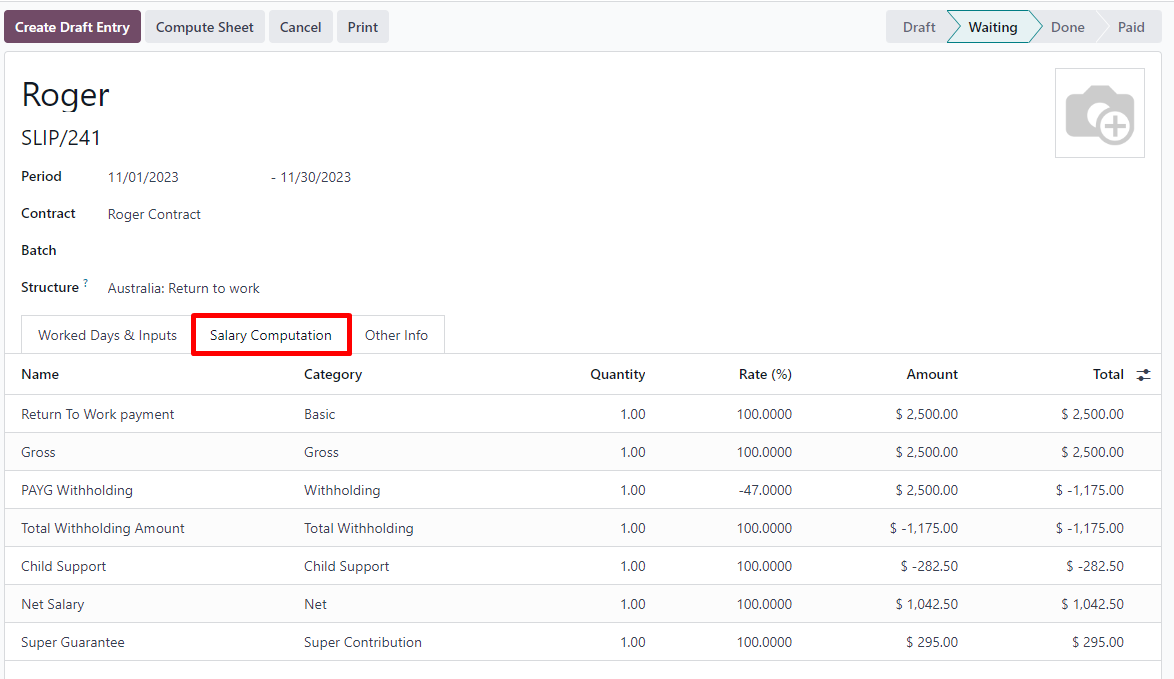 Create Draft Entry Compute Sheet Cancel Print Draft Waiting Done Paid
Roger
SLIP/241
Period 11/01/2023 - 11/30/2023
Contract Roger Contract
Batch
Structure ? Australia: Return to work
Worked Days & Inputs Salary Computation Other Info
Name Category Quantity Rate (%) Amount Total
Return To Work payment Basic 1.00 100.0000 $ 2,500.00 $ 2,500.00
Gross Gross 1.00 100.0000 $ 2,500.00 $ 2,500.00
PAYG Withholding Withholding 1.00 -47.0000 $ 2,500.00 $ -1,175.00
Total Withholding Amount Total Withholding 1.00 100.0000 $ -1,175.00 $ -1,175.00
Child Support Child Support 1.00 100.0000 $ -282.50 $ -282.50
Net Salary Net 1.00 100.0000 $ 1,042.50 $ 1,042.50
Super Guarantee Super Contribution 1.00 100.0000 $ 295.00 $ 295.00